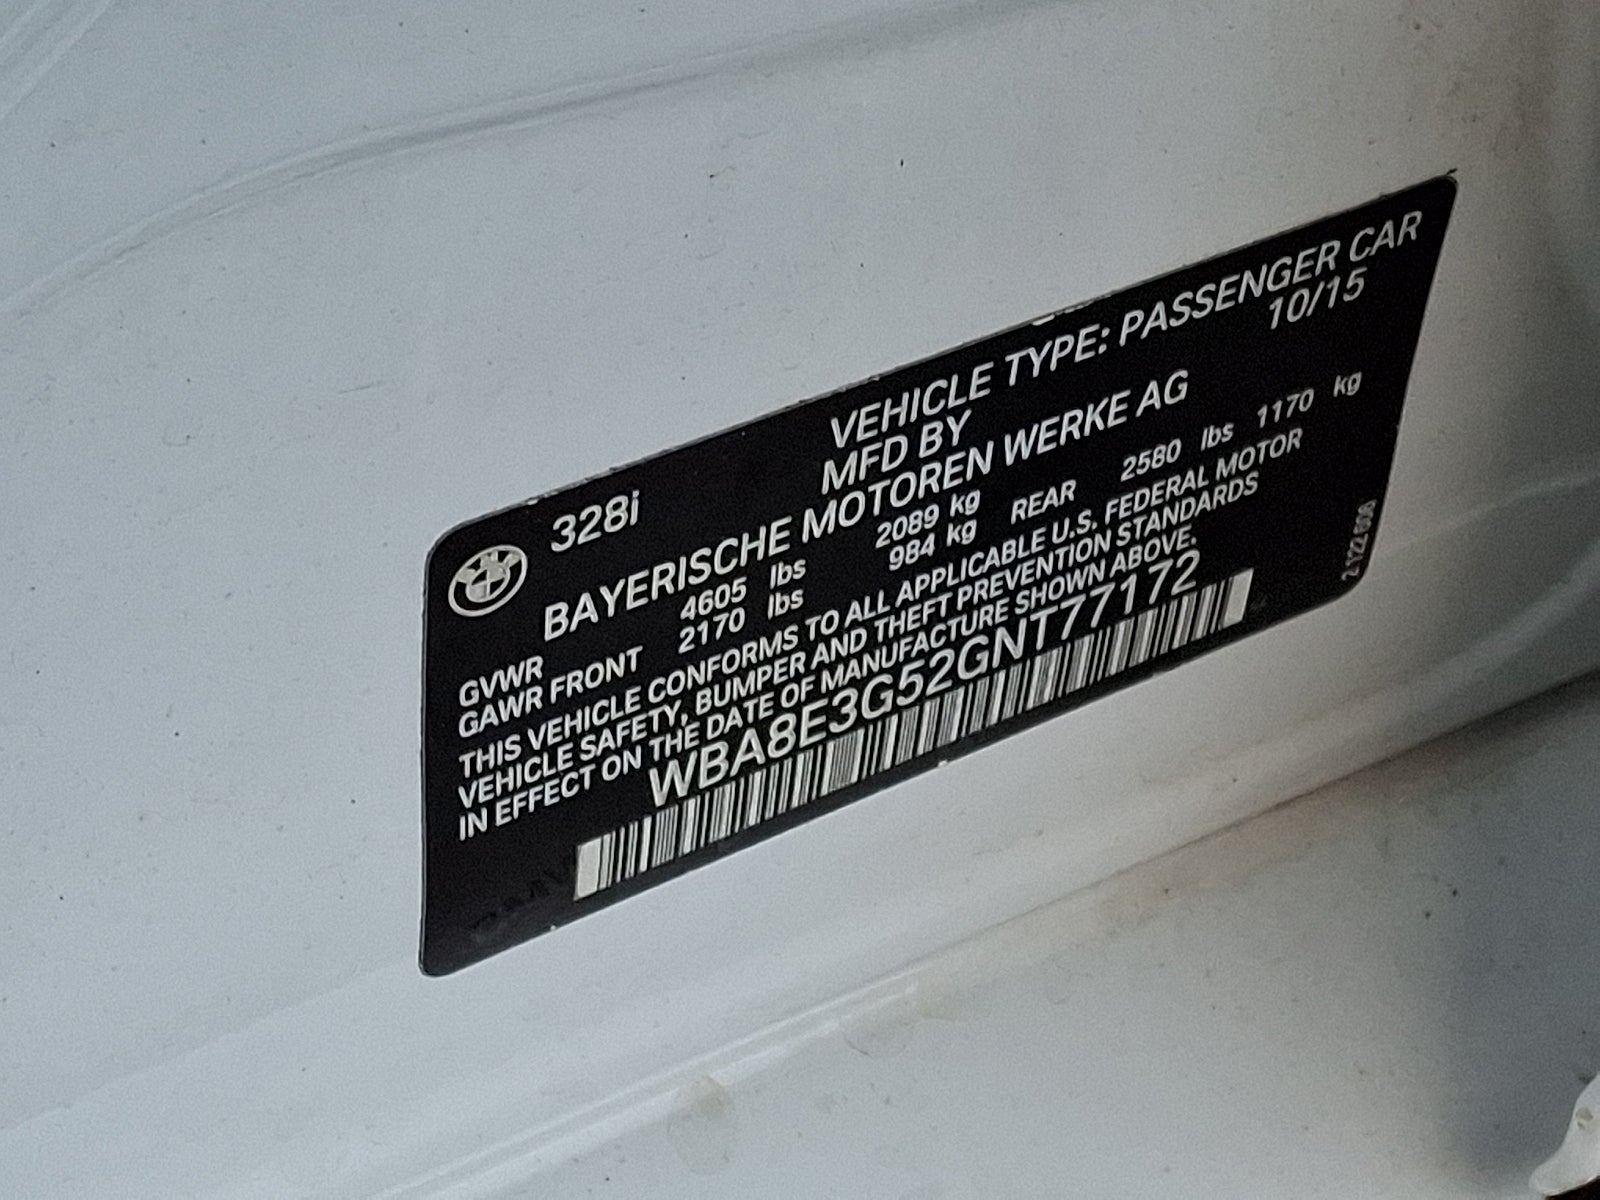 328i
VEHICLE TYPE: PASSENGER CAR
MFD BY 10/15
BAYERISCHE MOTOREN WERKE AG
GVWR 4605 lbs 2089 kg
GAWR FRONT 2170 lbs 984 kg REAR 2580 lbs 1170 kg
THIS VEHICLE CONFORMS TO ALL APPLICABLE U.S. FEDERAL MOTOR
VEHICLE SAFETY, BUMPER AND THEFT PREVENTION STANDARDS
IN EFFECT ON THE DATE OF MANUFACTURE SHOWN ABOVE.
WBA8E3G52GNT77172